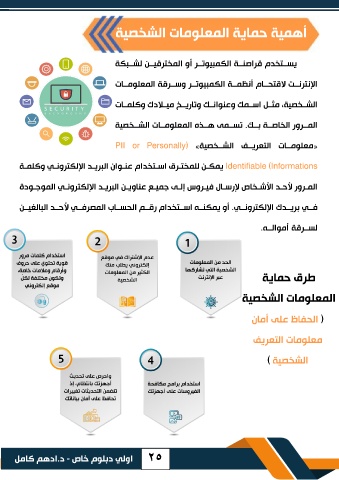 أهمية حماية المعلومات الشخصية
يستخدم قراصنة الكمبيوتر أو المخترقين لشبكة
الإنترنت لاقتحام أنظمة الكمبيوتر وسرقة المعلومات
الشخصية، مثل اسمك وعنوانك وتاريخ ميلادك وكلمات
المرور الخاصة بك. تسمى هذه المعلومات الشخصية
«معلومات التعريف الشخصية» PII or Personally)
Identifiable (Informations يمكن للمخترق استخدام عنوان البريد الإلكتروني وكلمة
المرور لأحد الأشخاص لإرسال فيروس إلى جميع عناوين البريد الإلكتروني الموجودة
في بريدك الإلكتروني. أو يمكنه استخدام رقم الحساب المصرفي لأحد البالغين
لسرقة أمواله.
SECURITY
طرق حماية
المعلومات الشخصية
( الحفاظ على أمان
معلومات التعريف
الشخصية )
1
الحد من المعلومات
الشخصية التي تشاركها
عبر الإنترنت
2
عدم الاشتراك في موقع
إلكتروني يطلب منك
الكثير من المعلومات
الشخصية
3
استخدام كلمات مرور
قوية تحتوي على حروف
وأرقام وعلامات خاصة،
وتكون مختلفة لكل
موقع إلكتروني
4
استخدام برامج مكافحة
الفيروسات على أجهزتك
5
واحرص على تحديث
أجهزتك بانتظام، إذ
تتضمن التحديثات تغييرات
تحافظ على أمان بياناتك
٢٥
اولي دبلوم خاص - د.ادهم كامل